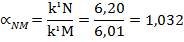 ∝NM = k¹N / k¹M = 6,20 / 6,01 = 1,032